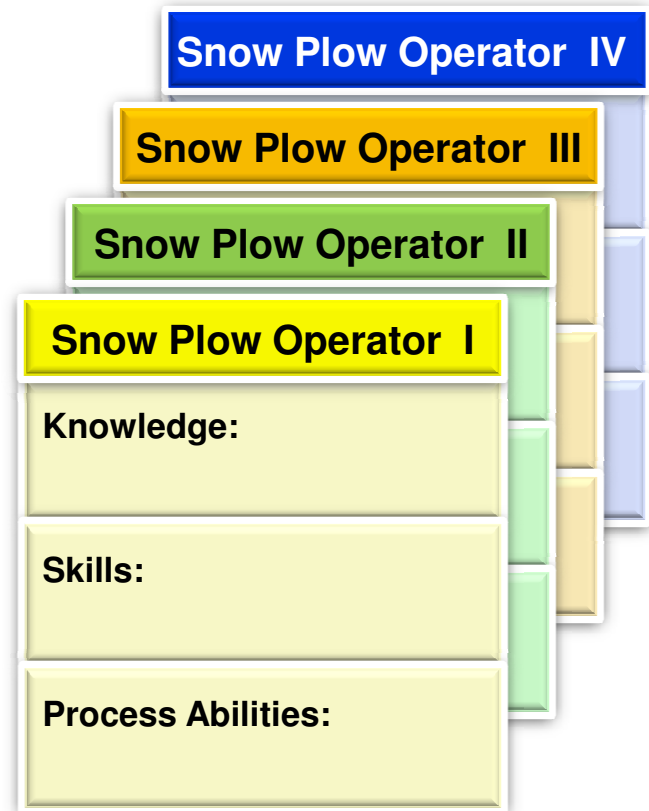 Snow Plow Operator IV
Snow Plow Operator III
Snow Plow Operator II
Snow Plow Operator I
Knowledge:
Skills:
Process Abilities: